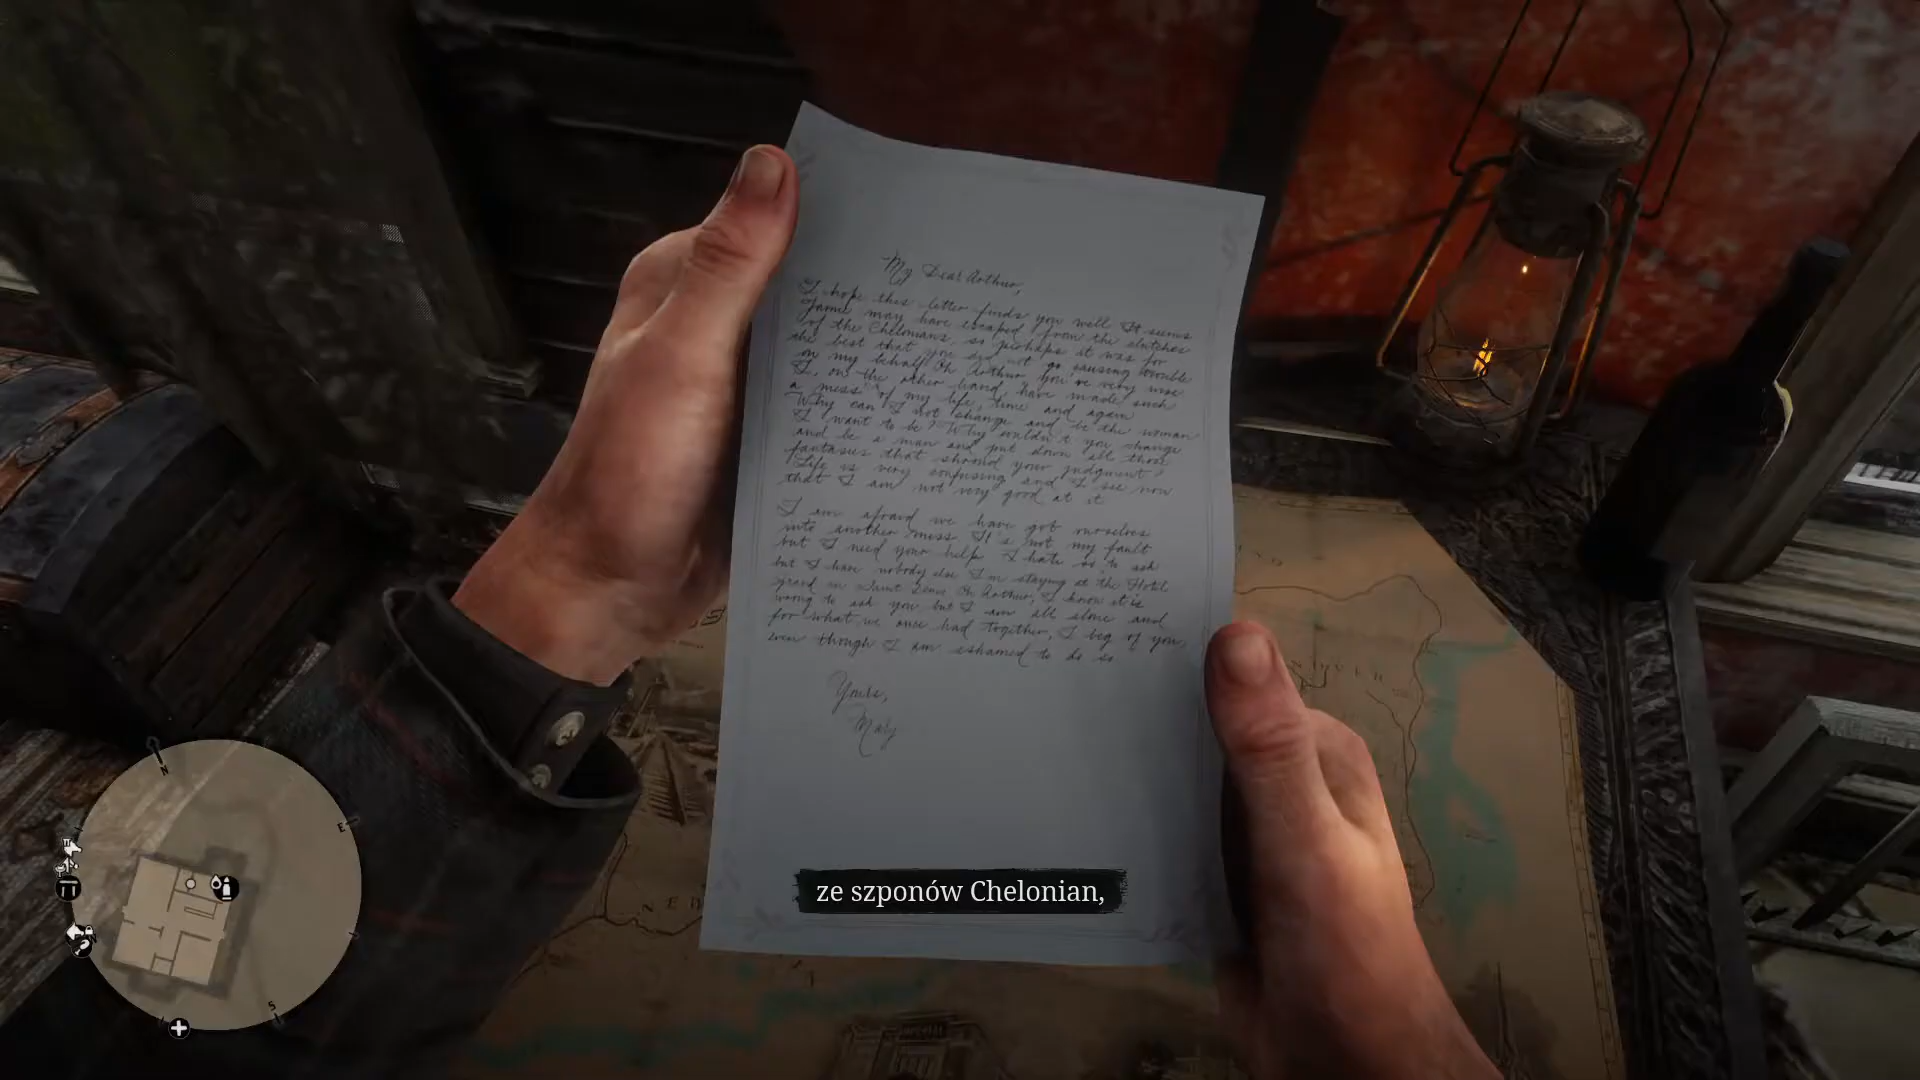 My Dear Arthur,
I hope this letter finds you well. It seems
Jamie may have escaped from the clutches
of the Chelonians, so perhaps it was for
the best that you did not go causing trouble
on my behalf. Oh Arthur you're very wise
I, on the other hand, have made such
a mess of my life, time and again
Why can I not change and be the woman
I want to be? Why couldn't you change
and be a man and put down all those
fantasies that shroud your judgment?
Life is very confusing and I see now
that I am not very good at it
I am afraid we have got ourselves
into another mess. It's not my fault
but I need your help. I hate so to ask
but I have nobody else I'm staying at the Hotel
Grand in Saint Denis Oh Arthur, I know it is
wrong to ask you but I am all alone and
for what we once had together, I beg of you,
even though I am ashamed to do so
Yours,
Mary
ze szponów Chelonian,
N
E
S